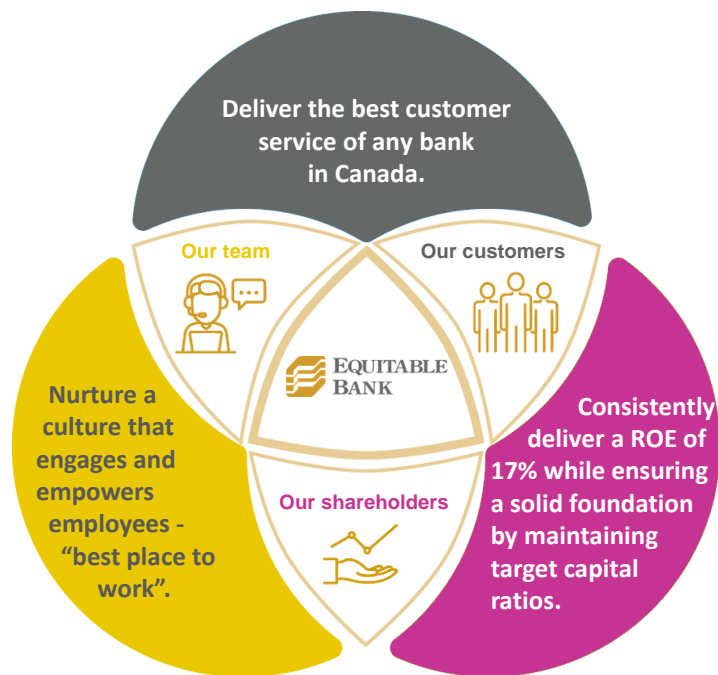 Deliver the best customer
service of any bank
in Canada.
Our team
Our customers
EQUITABLE
BANK
Nurture a
culture that
engages and
empowers
employees -
“best place to
work”.
Consistently
deliver a ROE of
17% while ensuring
a solid foundation
by maintaining
target capital
ratios.
Our shareholders